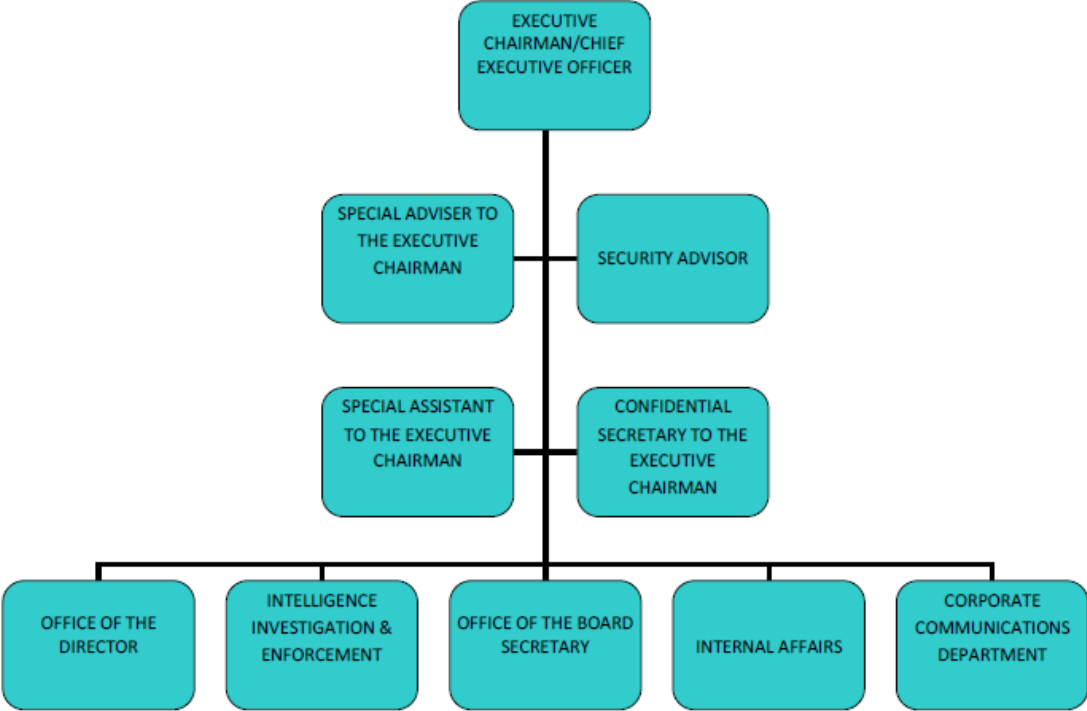 EXECUTIVE
CHAIRMAN/CHIEF
EXECUTIVE OFFICER
SPECIAL ADVISER TO
THE EXECUTIVE
CHAIRMAN
SECURITY ADVISOR
SPECIAL ASSISTANT
TO THE EXECUTIVE
CHAIRMAN
CONFIDENTIAL
SECRETARY TO THE
EXECUTIVE
CHAIRMAN
OFFICE OF THE
DIRECTOR
INTELLIGENCE
INVESTIGATION &
ENFORCEMENT
OFFICE OF THE BOARD
SECRETARY
INTERNAL AFFAIRS
CORPORATE
COMMUNICATIONS
DEPARTMENT